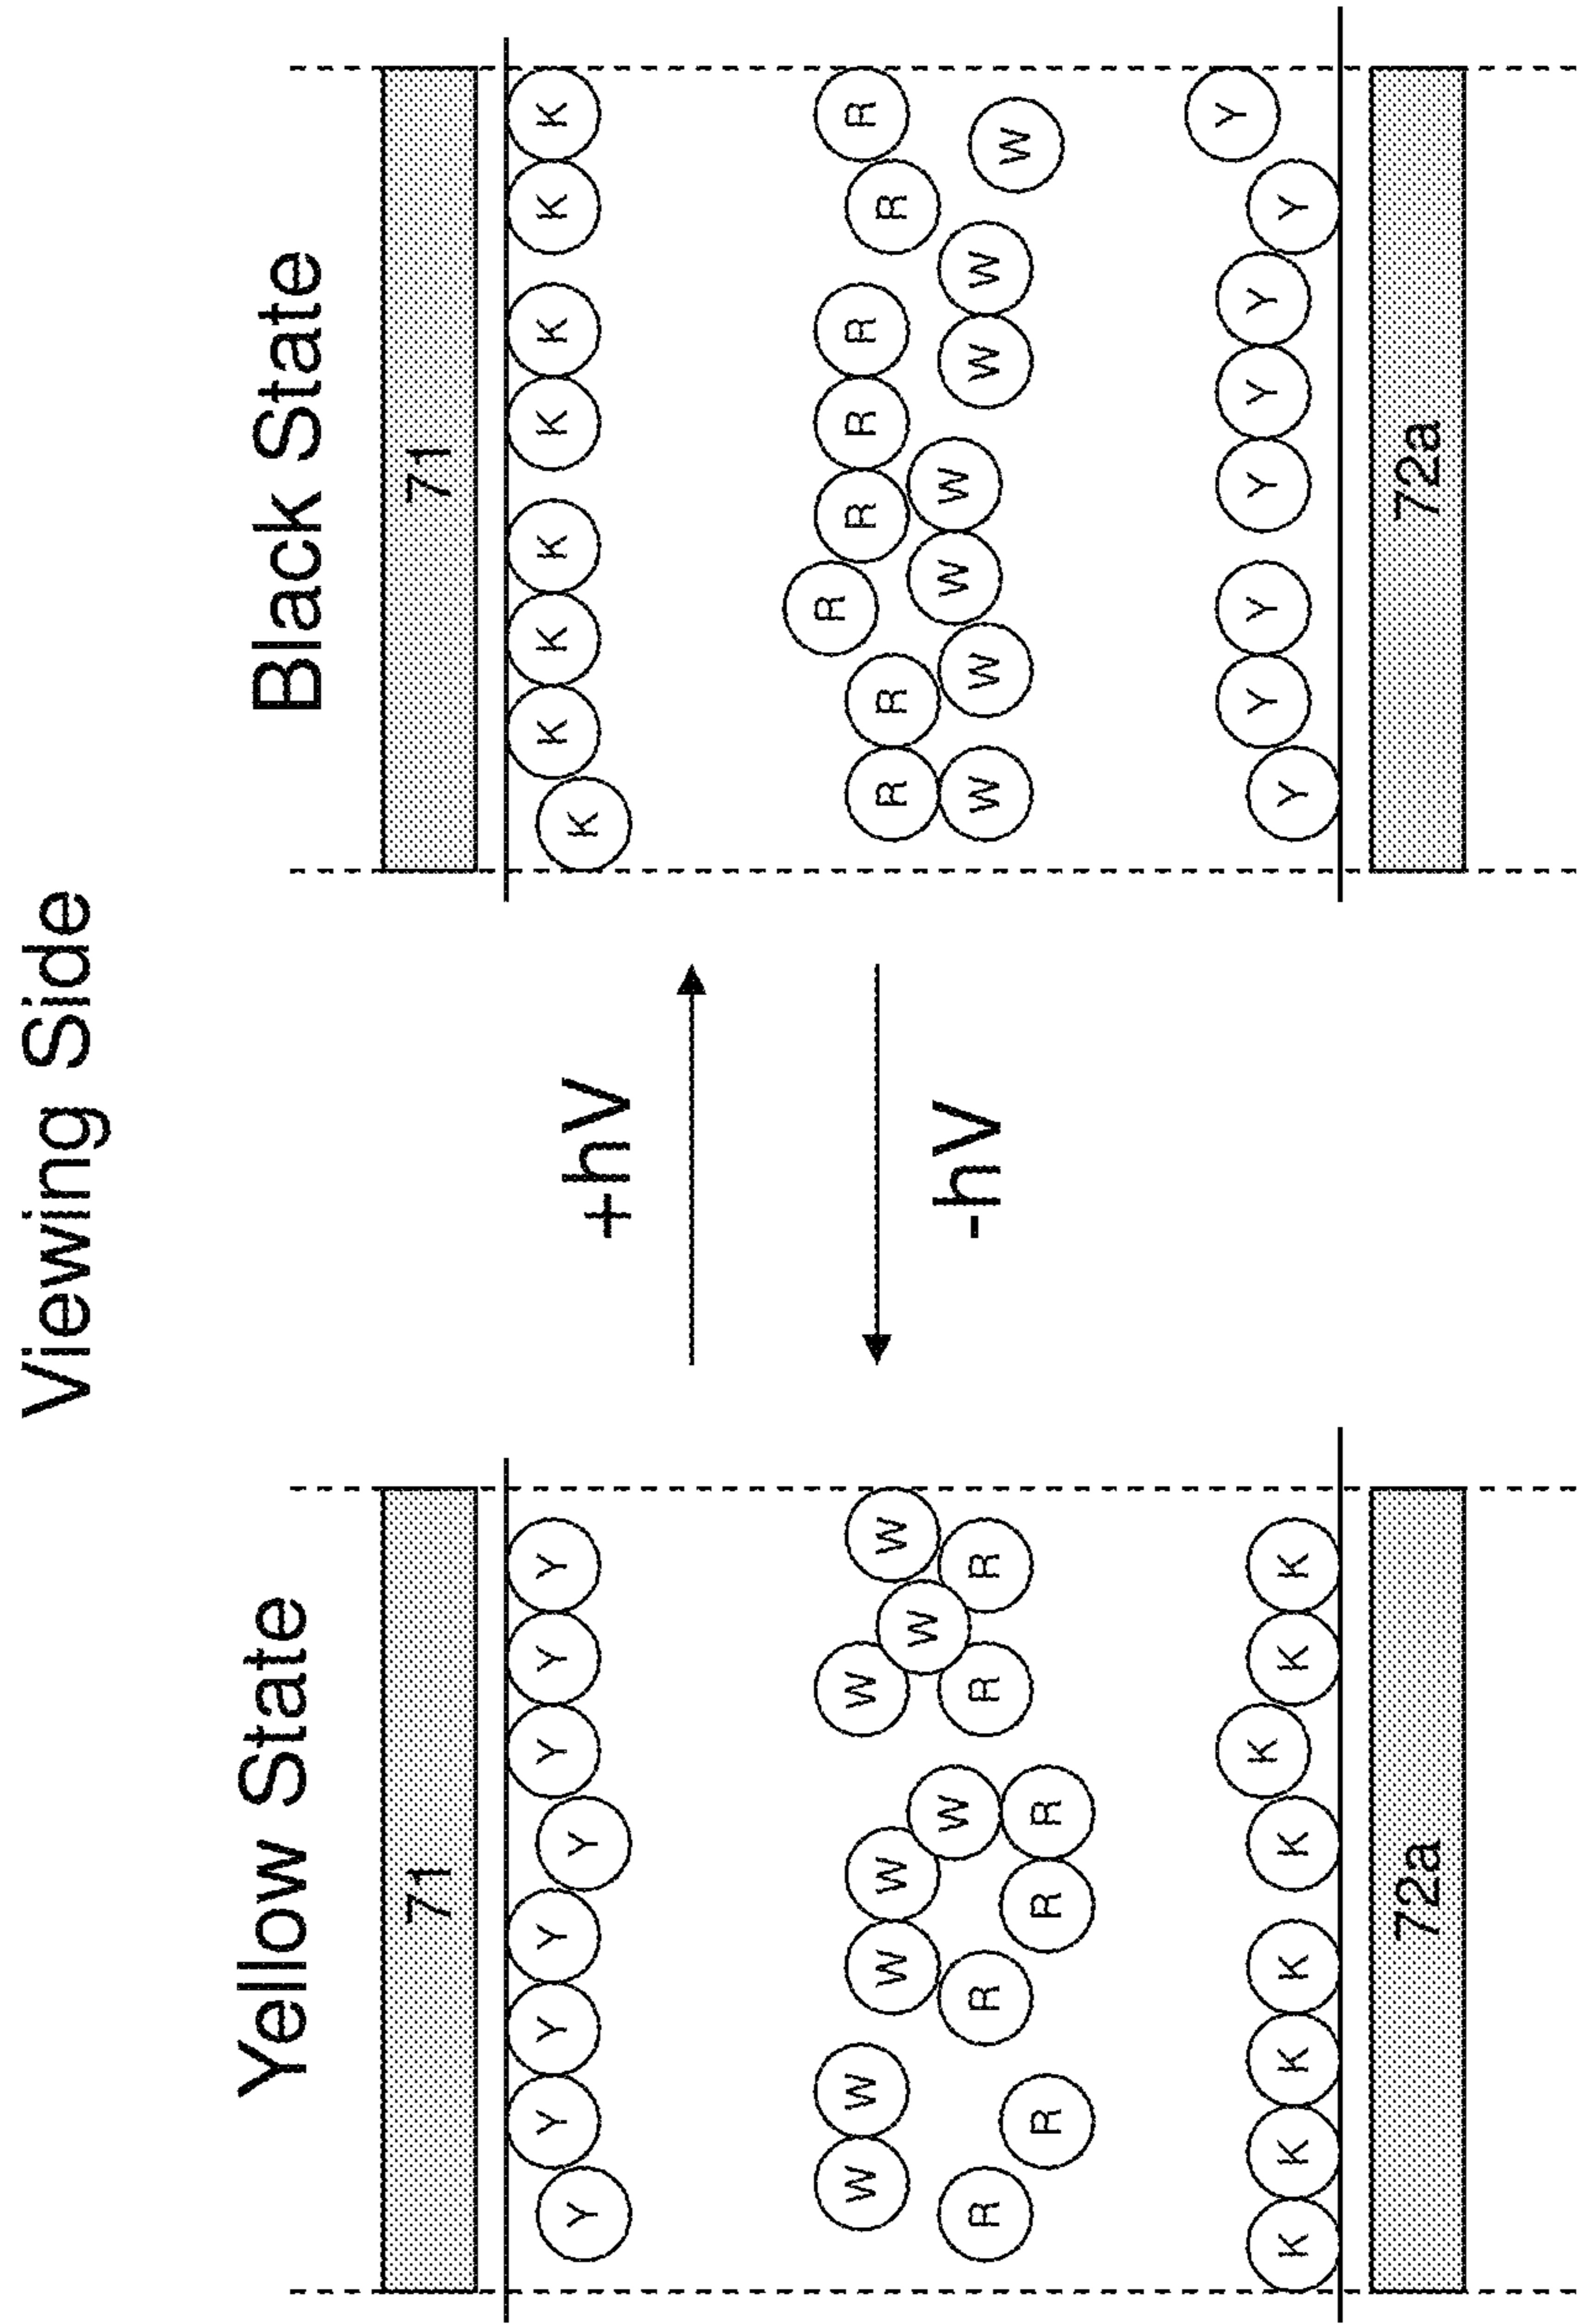 Viewing Side
Yellow State
71
Y Y Y Y Y Y Y Y
W W W W W W W W
R R R R R R R
K K K K K K K K
72a
+hV
-hV
Black State
71
K K K K K K K K
R R R R R R R R
W W W W W W W
Y Y Y Y Y Y Y Y
72a